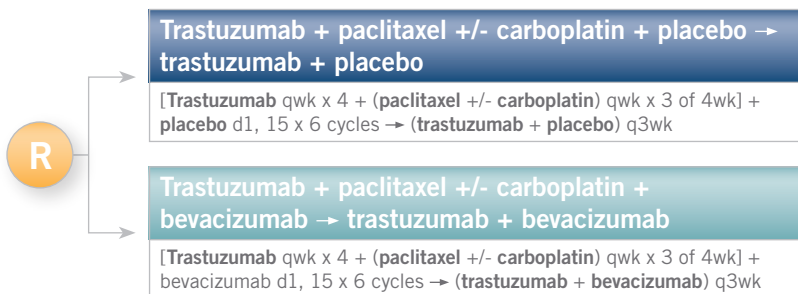 Trastuzumab + paclitaxel +/- carboplatin + placebo →
trastuzumab + placebo
[Trastuzumab qwk x 4 + (paclitaxel +/- carboplatin) qwk x 3 of 4wk] +
placebo d1, 15 x 6 cycles → (trastuzumab + placebo) q3wk
R
Trastuzumab + paclitaxel +/- carboplatin +
bevacizumab → trastuzumab + bevacizumab
[Trastuzumab qwk x 4 + (paclitaxel +/- carboplatin) qwk x 3 of 4wk] +
bevacizumab d1, 15 x 6 cycles → (trastuzumab + bevacizumab) q3wk